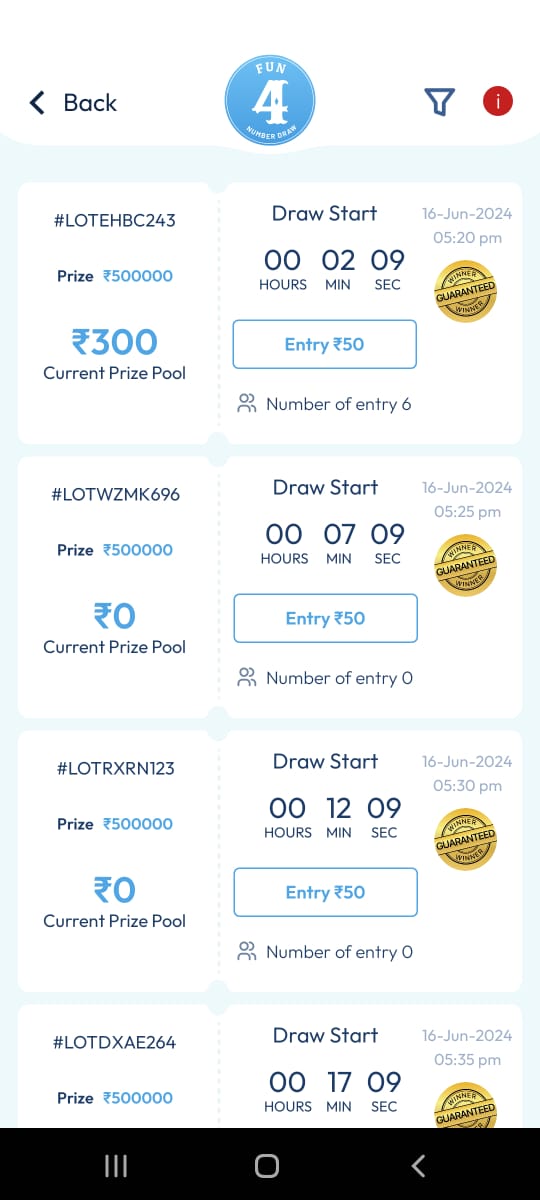 Back
FUN
4
NUMBER DRAW
i
#LOTEHBC243
Prize ₹500000
₹300
Current Prize Pool
Draw Start
00 02 09
HOURS MIN SEC
Entry ₹50
Number of entry 6
16-Jun-2024
05:20 pm
WINNER
GUARANTEED
WINNER
#LOTWZMK696
Prize ₹500000
₹0
Current Prize Pool
Draw Start
00 07 09
HOURS MIN SEC
Entry ₹50
Number of entry 0
16-Jun-2024
05:25 pm
WINNER
GUARANTEED
WINNER
#LOTRXRN123
Prize ₹500000
₹0
Current Prize Pool
Draw Start
00 12 09
HOURS MIN SEC
Entry ₹50
Number of entry 0
16-Jun-2024
05:30 pm
WINNER
GUARANTEED
WINNER
#LOTDXAE264
Prize ₹500000
Draw Start
00 17 09
HOURS MIN SEC
16-Jun-2024
05:35 pm
WINNER
GUARANTEED